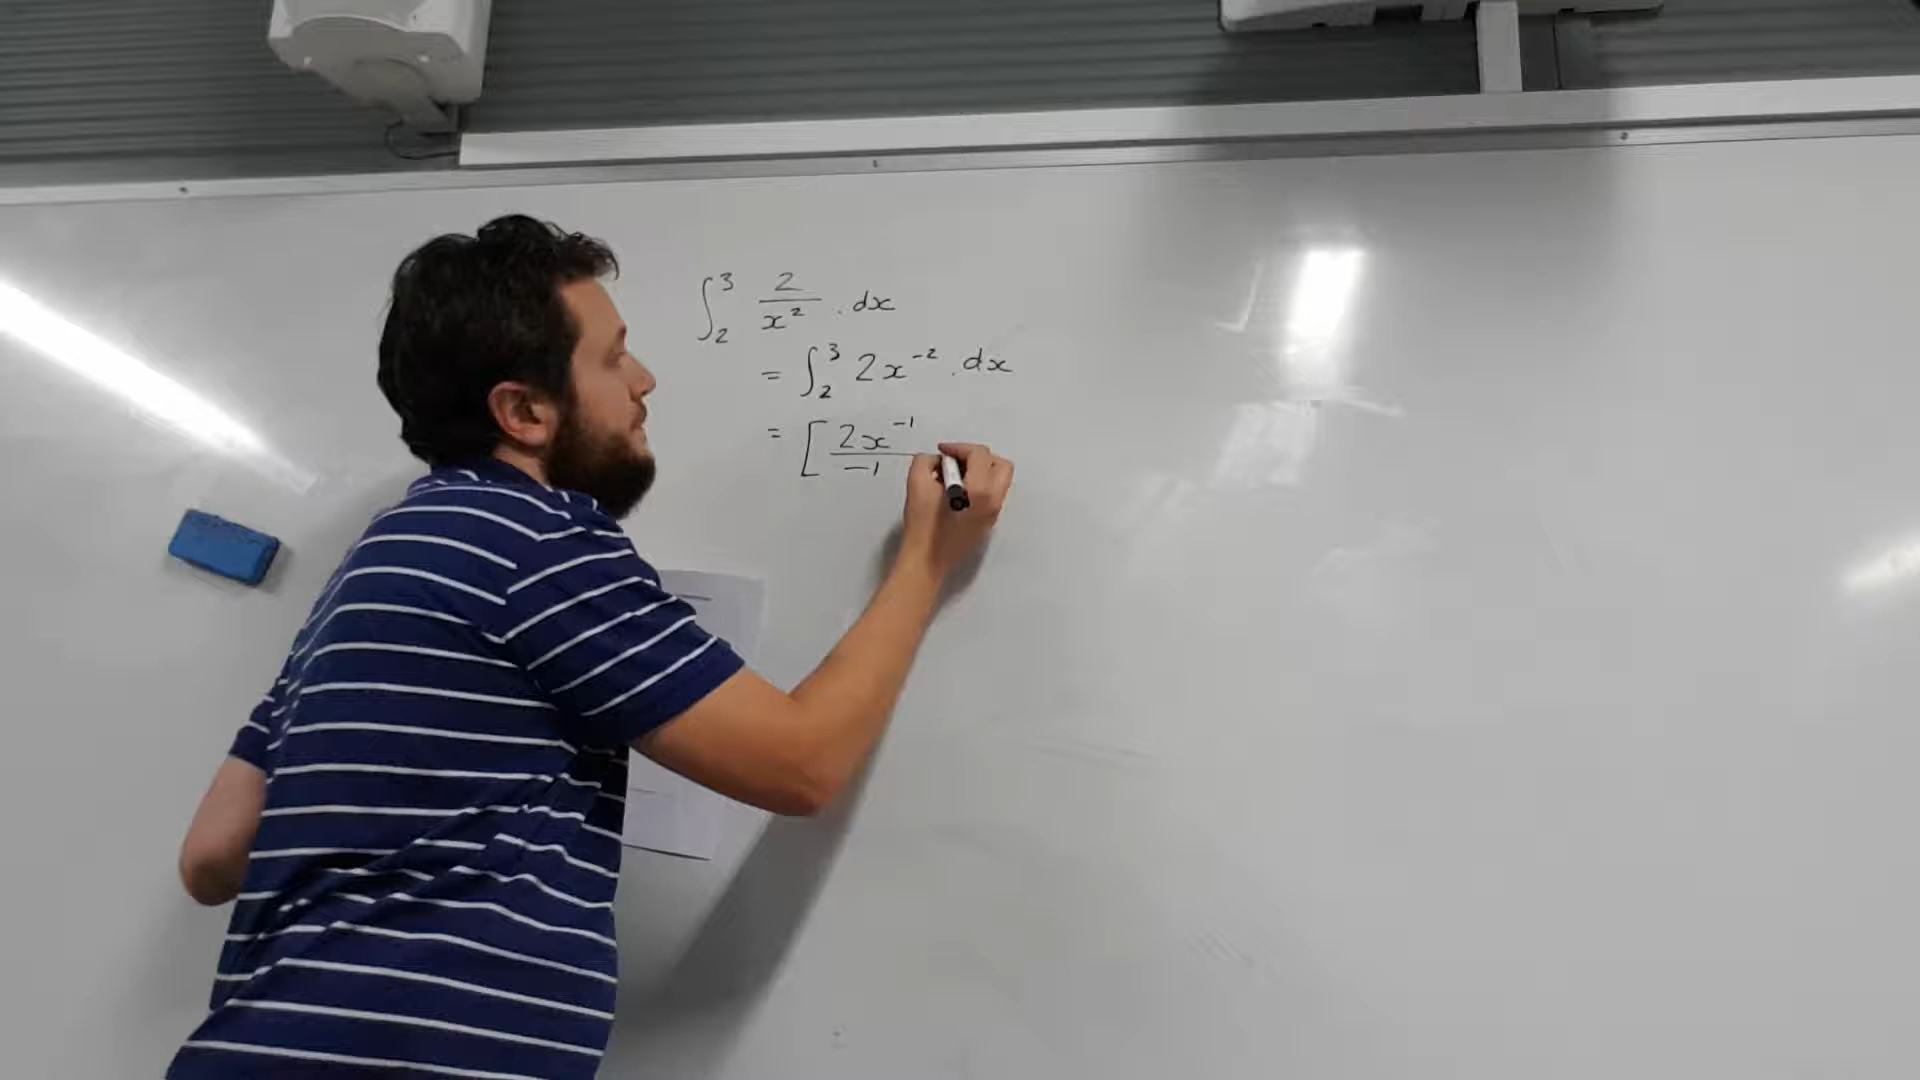 ∫₂³ 2/x² . dx
= ∫₂³ 2x⁻² . dx
= [ 2x⁻¹/-1